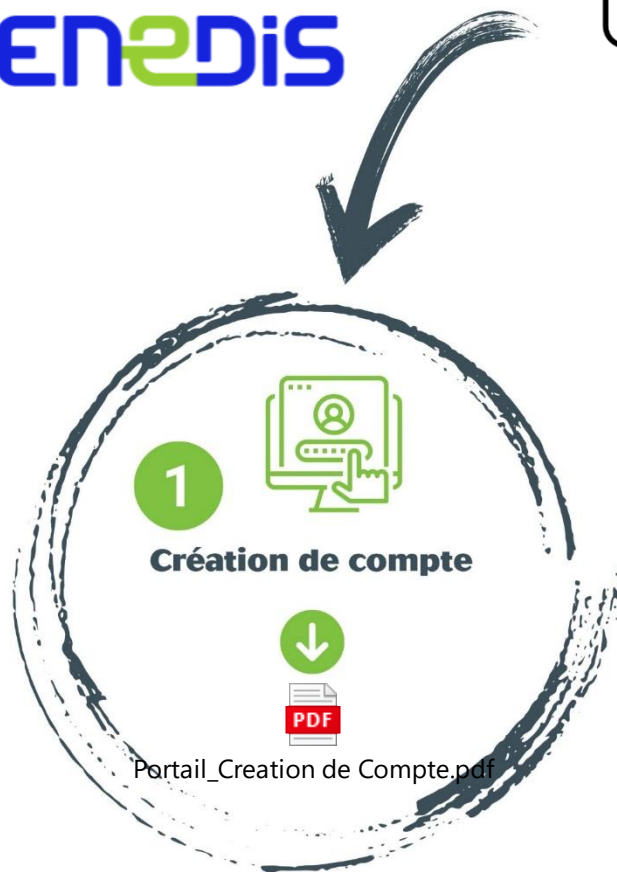 ENEDIS
1
Création de compte
PDF
Portail_Creation de Compte.pdf